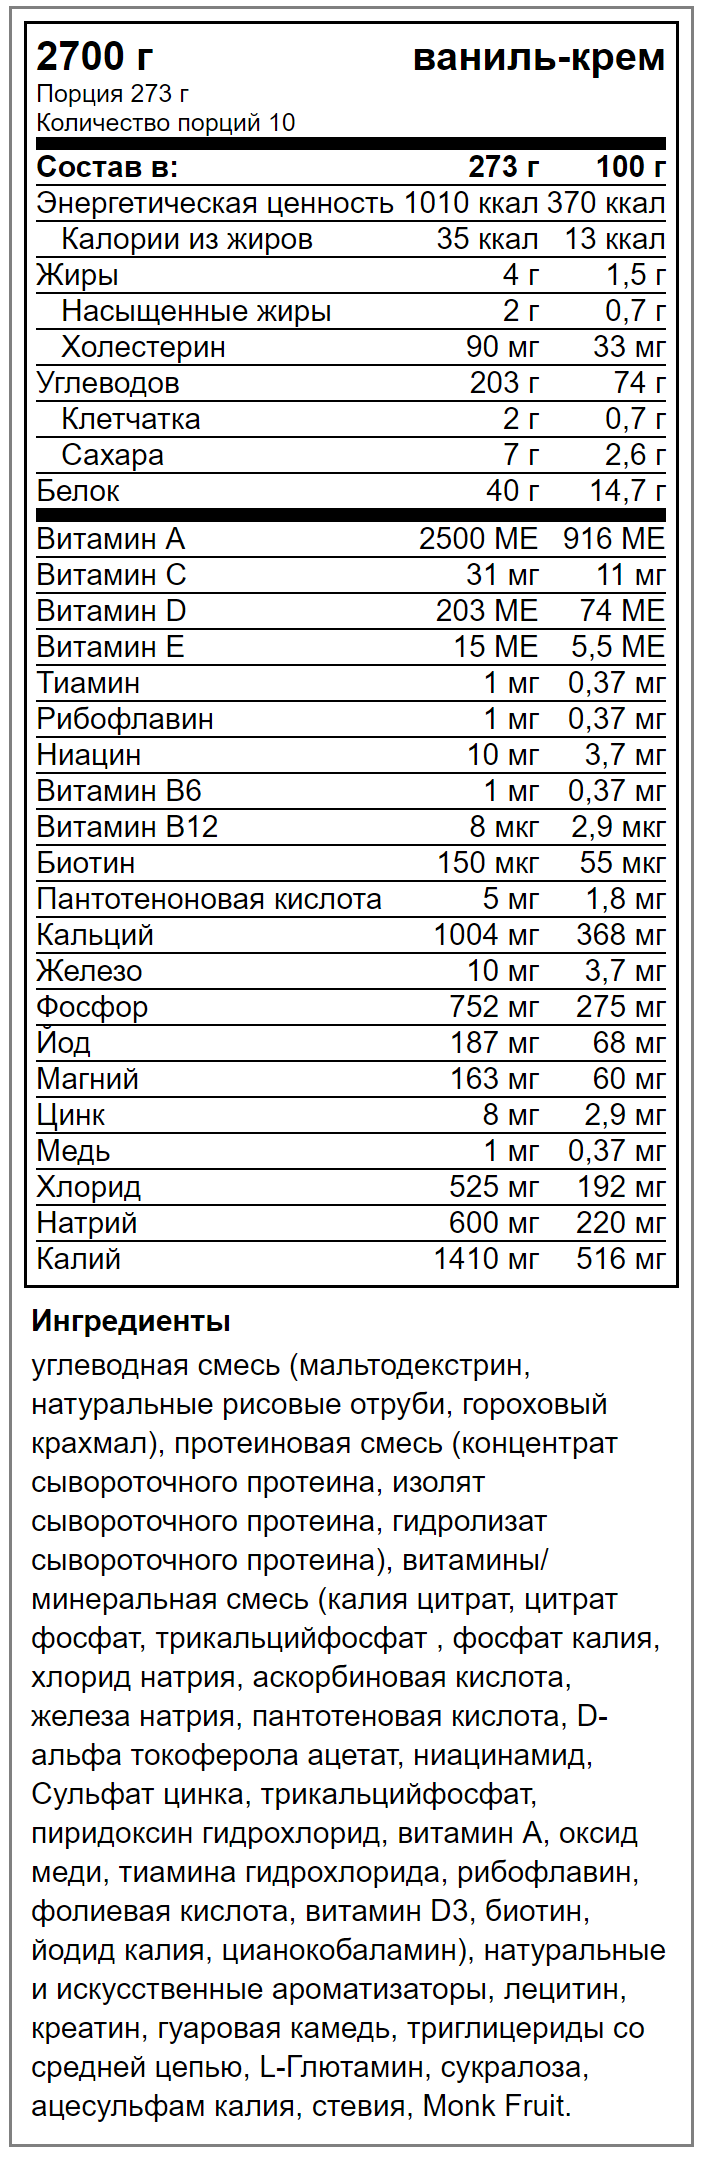 2700 г ваниль-крем
Порция 273 г
Количество порций 10
Состав в: 273 г 100 г
Энергетическая ценность 1010 ккал 370 ккал
Калории из жиров 35 ккал 13 ккал
Жиры 4 г 1,5 г
Насыщенные жиры 2 г 0,7 г
Холестерин 90 мг 33 мг
Углеводов 203 г 74 г
Клетчатка 2 г 0,7 г
Сахара 7 г 2,6 г
Белок 40 г 14,7 г
Витамин А 2500 МЕ 916 МЕ
Витамин С 31 мг 11 мг
Витамин D 203 МЕ 74 МЕ
Витамин Е 15 МЕ 5,5 МЕ
Тиамин 1 мг 0,37 мг
Рибофлавин 1 мг 0,37 мг
Ниацин 10 мг 3,7 мг
Витамин В6 1 мг 0,37 мг
Витамин В12 8 мкг 2,9 мкг
Биотин 150 мкг 55 мкг
Пантотеноновая кислота 5 мг 1,8 мг
Кальций 1004 мг 368 мг
Железо 10 мг 3,7 мг
Фосфор 752 мг 275 мг
Йод 187 мг 68 мг
Магний 163 мг 60 мг
Цинк 8 мг 2,9 мг
Медь 1 мг 0,37 мг
Хлорид 525 мг 192 мг
Натрий 600 мг 220 мг
Калий 1410 мг 516 мг
Ингредиенты
углеводная смесь (мальтодекстрин,
натуральные рисовые отруби, гороховый
крахмал), протеиновая смесь (концентрат
сывороточного протеина, изолят
сывороточного протеина, гидролизат
сывороточного протеина), витамины/
минеральная смесь (калия цитрат, цитрат
фосфат, трикальцийфосфат , фосфат калия,
хлорид натрия, аскорбиновая кислота,
железа натрия, пантотеновая кислота, D-
альфа токоферола ацетат, ниацинамид,
Сульфат цинка, трикальцийфосфат,
пиридоксин гидрохлорид, витамин А, оксид
меди, тиамина гидрохлорида, рибофлавин,
фолиевая кислота, витамин D3, биотин,
йодид калия, цианокобаламин), натуральные
и искусственные ароматизаторы, лецитин,
креатин, гуаровая камедь, триглицериды со
средней цепью, L-Глютамин, сукралоза,
ацесульфам калия, стевия, Monk Fruit.